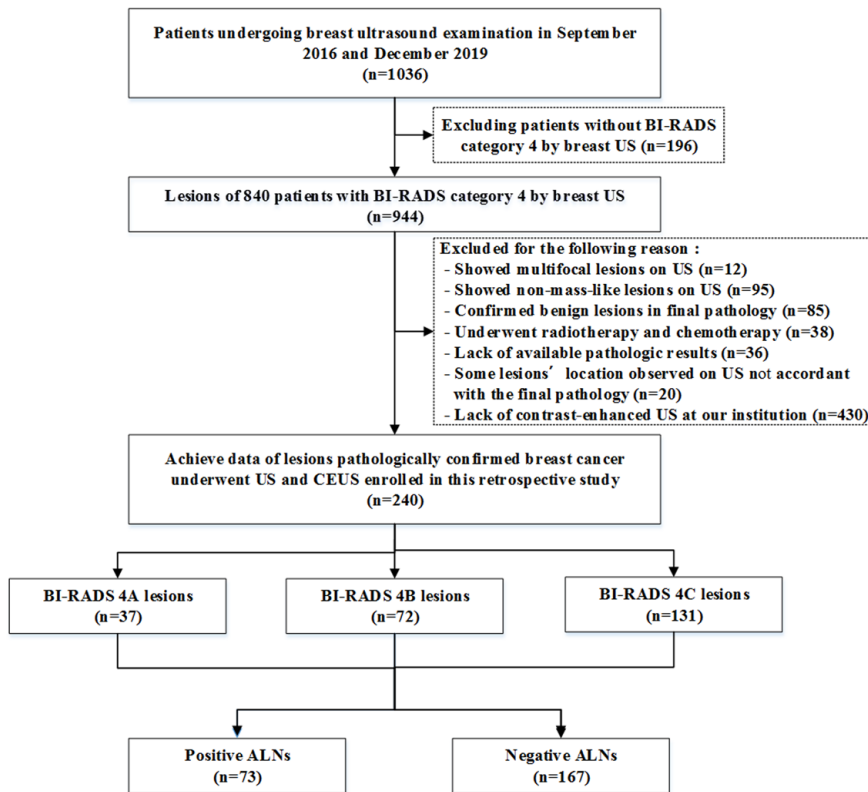 Patients undergoing breast ultrasound examination in September
2016 and December 2019
(n=1036)
Excluding patients without BI-RADS
category 4 by breast US (n=196)
Lesions of 840 patients with BI-RADS category 4 by breast US
(n=944)
Excluded for the following reason :
- Showed multifocal lesions on US (n=12)
- Showed non-mass-like lesions on US (n=95)
- Confirmed benign lesions in final pathology (n=85)
- Underwent radiotherapy and chemotherapy (n=38)
- Lack of available pathologic results (n=36)
- Some lesions´ location observed on US not accordant
with the final pathology (n=20)
- Lack of contrast-enhanced US at our institution (n=430)
Achieve data of lesions pathologically confirmed breast cancer
underwent US and CEUS enrolled in this retrospective study
(n=240)
BI-RADS 4A lesions
(n=37)
BI-RADS 4B lesions
(n=72)
BI-RADS 4C lesions
(n=131)
Positive ALNs
(n=73)
Negative ALNs
(n=167)